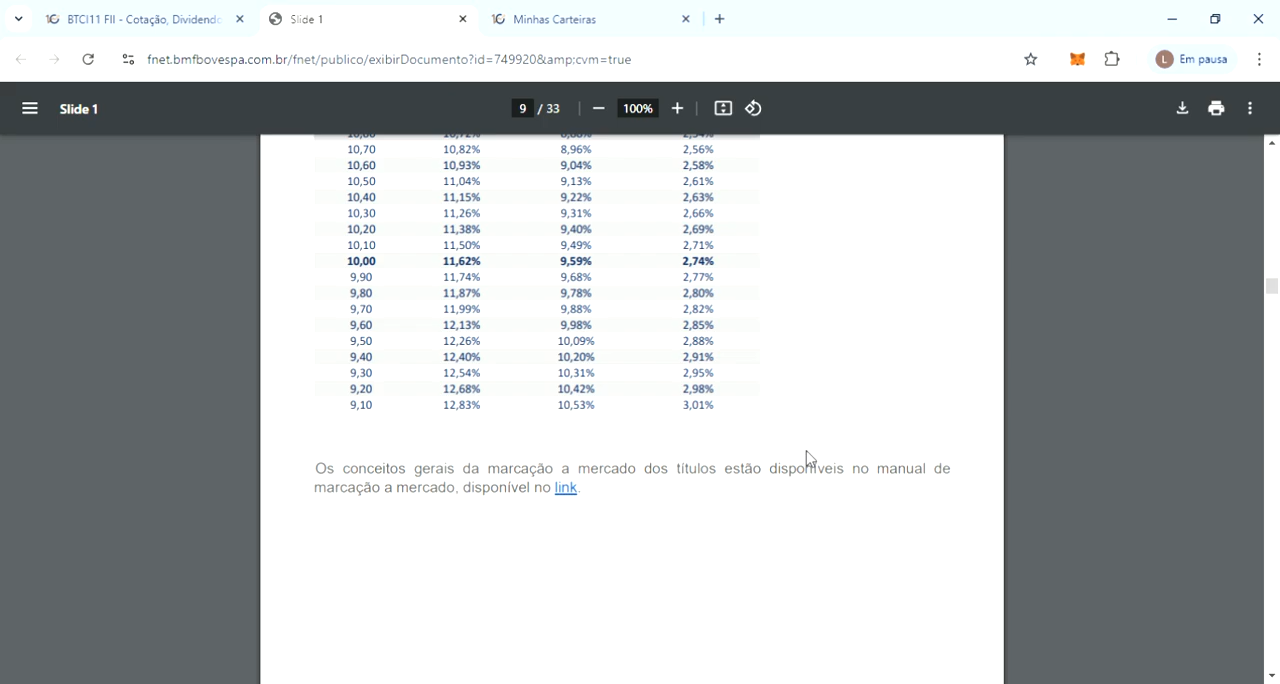 BTCI11 FII - Cotação, Dividendo
Slide 1
Minhas Carteiras
fnet.bmfbovespa.com.br/fnet/publico/exibirDocumento?id=749920&amp;cvm=true
L Em pausa
Slide 1
9 / 33
100%
10,70 10,82% 8,96% 2,56%
10,60 10,93% 9,04% 2,58%
10,50 11,04% 9,13% 2,61%
10,40 11,15% 9,22% 2,63%
10,30 11,26% 9,31% 2,66%
10,20 11,38% 9,40% 2,69%
10,10 11,50% 9,49% 2,71%
10,00 11,62% 9,59% 2,74%
9,90 11,74% 9,68% 2,77%
9,80 11,87% 9,78% 2,80%
9,70 11,99% 9,88% 2,82%
9,60 12,13% 9,98% 2,85%
9,50 12,26% 10,09% 2,88%
9,40 12,40% 10,20% 2,91%
9,30 12,54% 10,31% 2,95%
9,20 12,68% 10,42% 2,98%
9,10 12,83% 10,53% 3,01%
Os conceitos gerais da marcação a mercado dos títulos estão disponíveis no manual de
marcação a mercado, disponível no link.